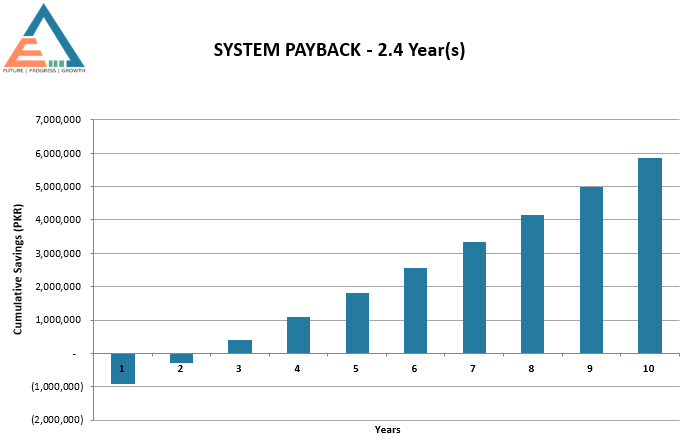 E
FUTURE | PROGRESS | GROWTH
SYSTEM PAYBACK - 2.4 Year(s)
7,000,000
6,000,000
5,000,000
4,000,000
3,000,000
2,000,000
1,000,000
-
(1,000,000)
(2,000,000)
Cumulative Savings (PKR)
1 2 3 4 5 6 7 8 9 10
Years